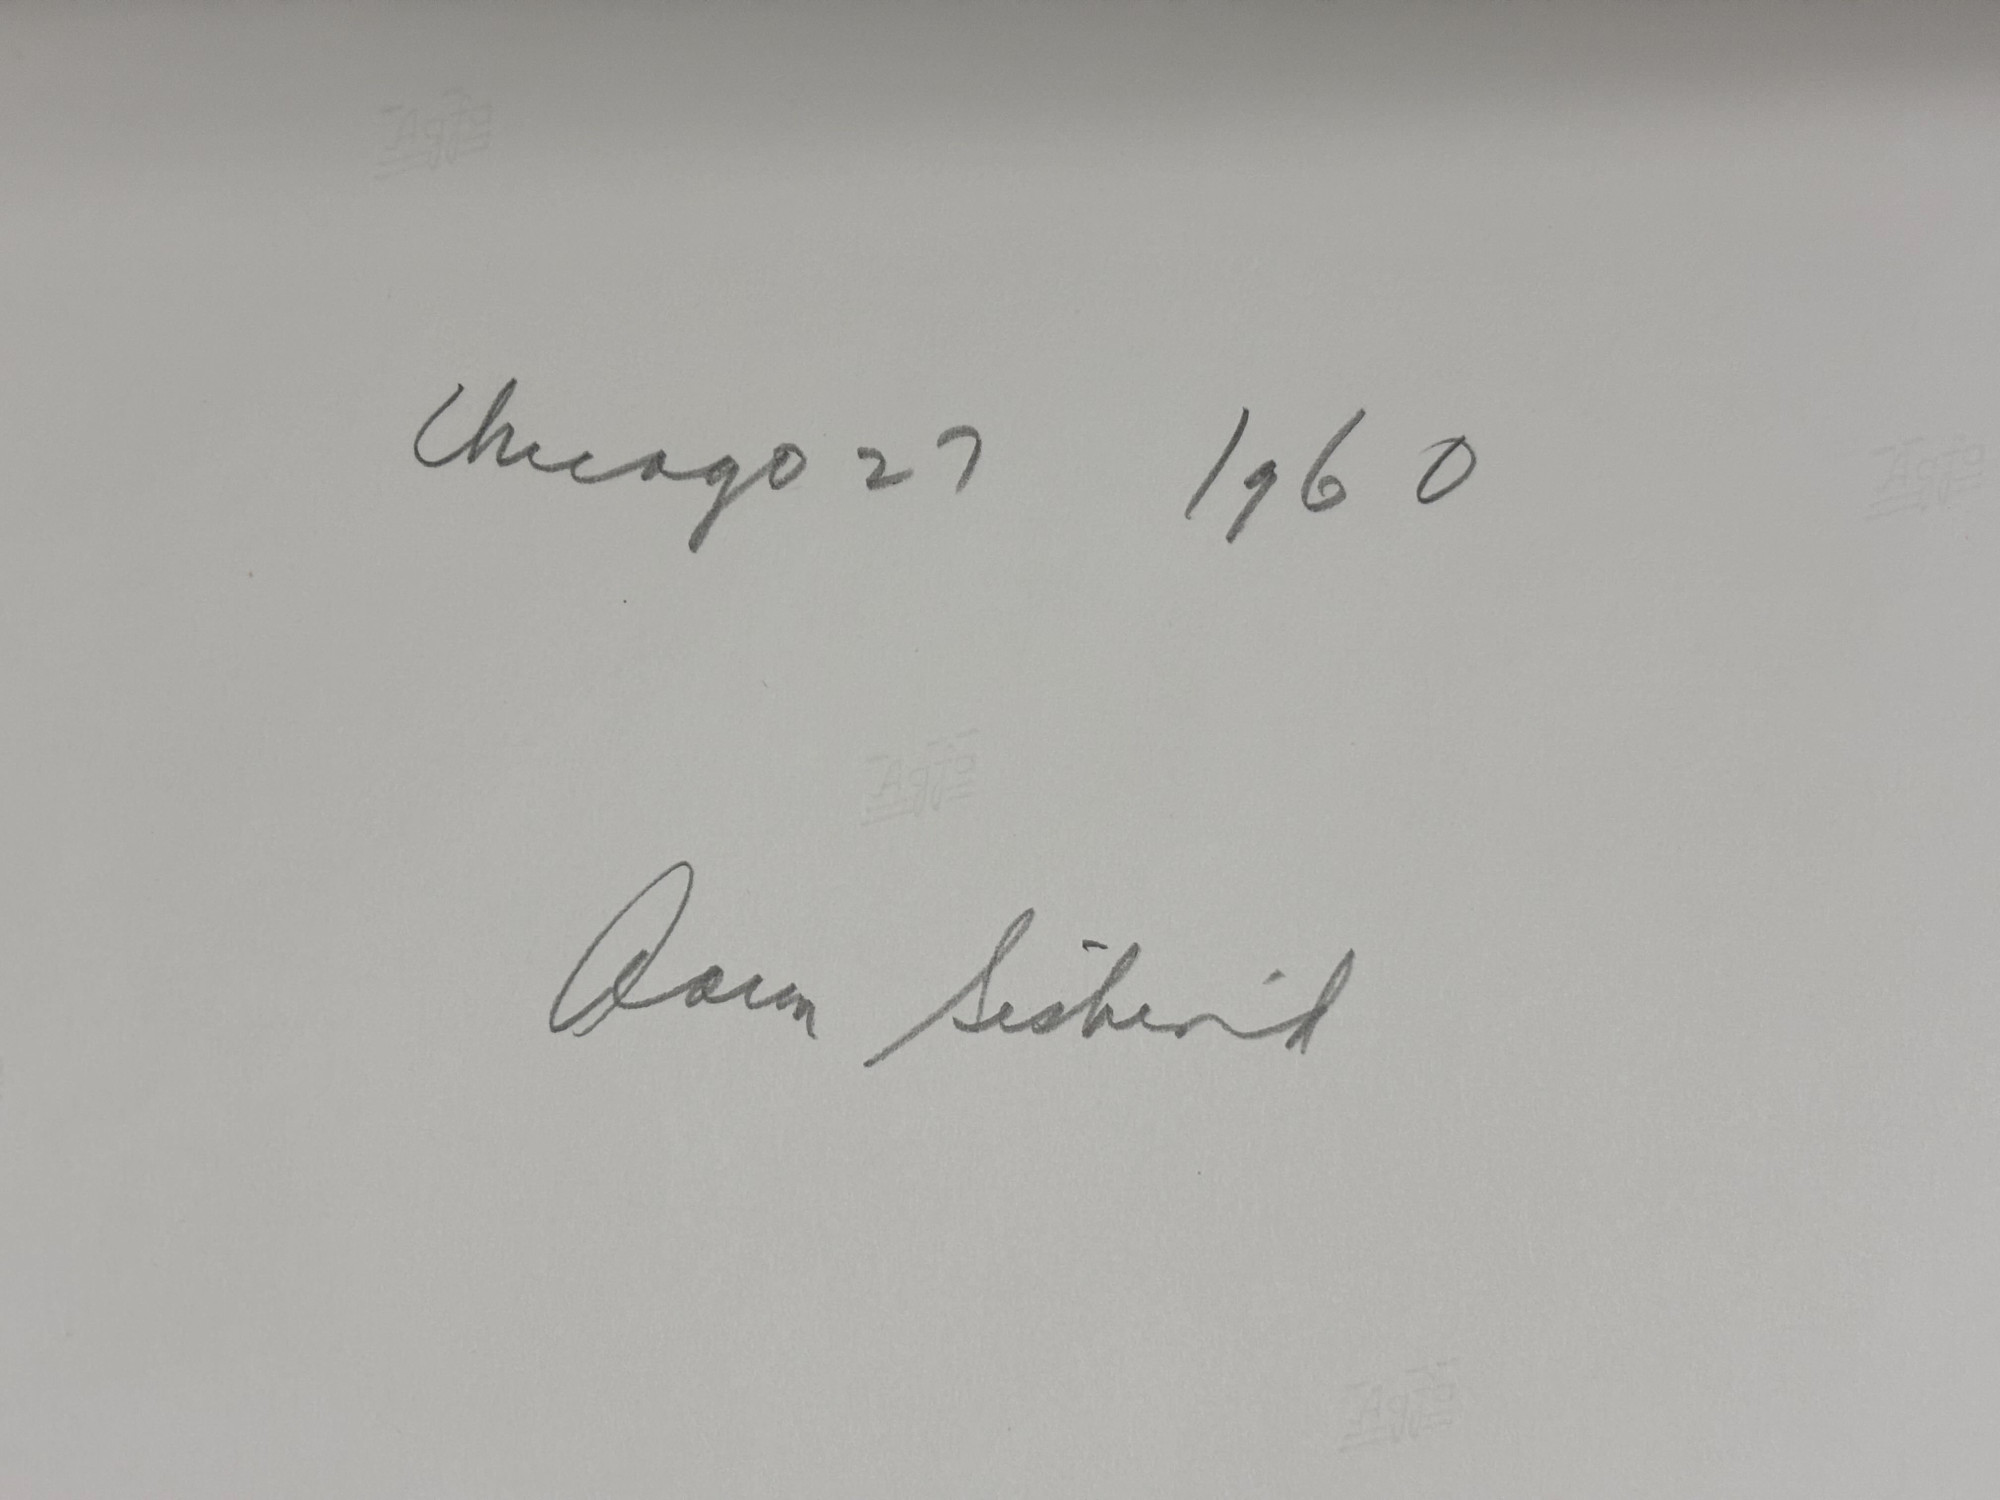 Chicago 27 1960
Aaron Siskind